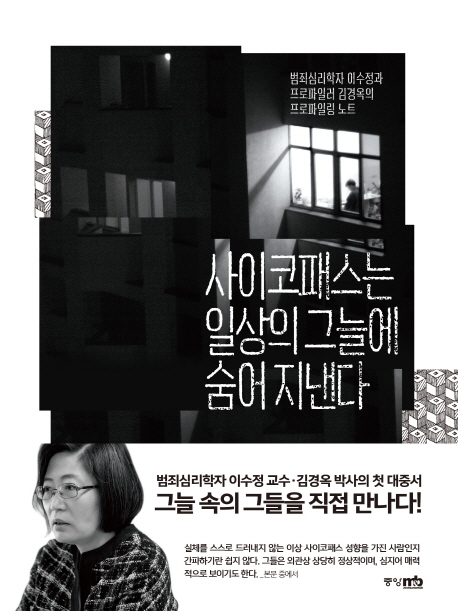 범죄심리학자 이수정과
프로파일러 김경옥의
프로파일링 노트
사이코패스는
일상의 그늘에
숨어 지낸다
범죄심리학자 이수정 교수·김경옥 박사의 첫 대중서
그늘 속의 그들을 직접 만나다!
실체를 스스로 드러내지 않는 이상 사이코패스 성향을 가진 사람인지
간파하기란 쉽지 않다. 그들은 외관상 상당히 정상적이며, 심지어 매력
적으로 보이기도 한다. _본문 중에서
중앙mb